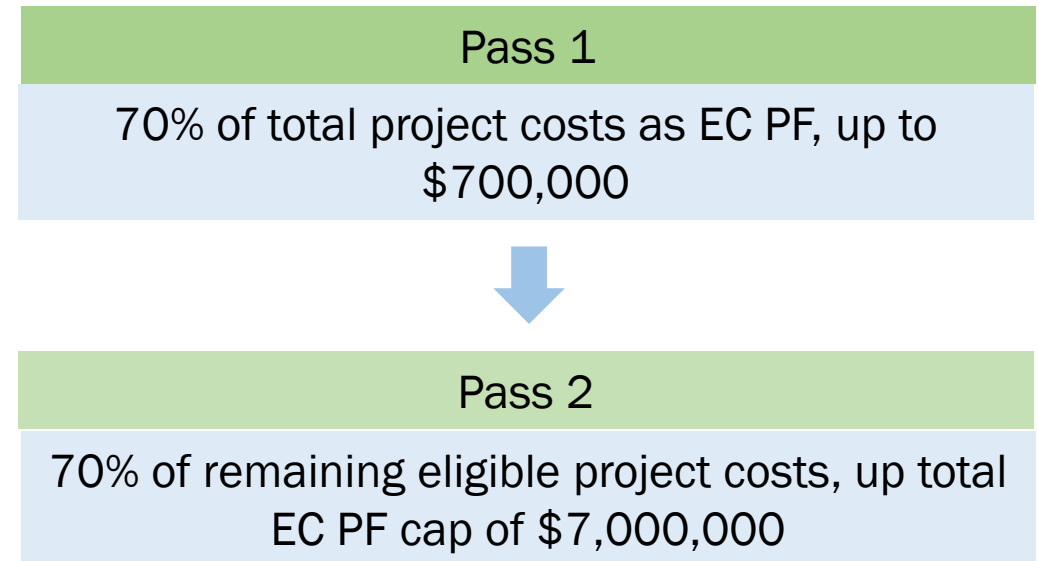 Pass 1
70% of total project costs as EC PF, up to
$700,000
Pass 2
70% of remaining eligible project costs, up total
EC PF cap of $7,000,000